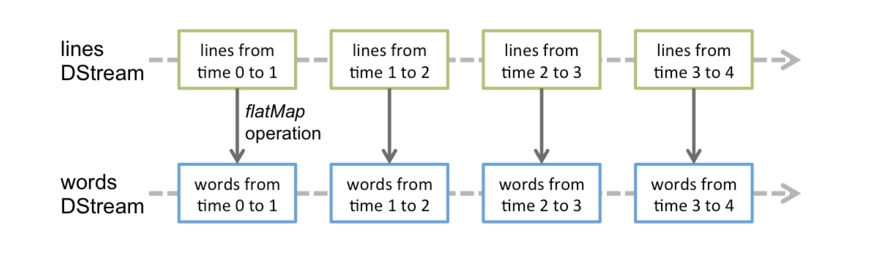 lines
DStream
lines from
time 0 to 1
lines from
time 1 to 2
lines from
time 2 to 3
lines from
time 3 to 4
flatMap
operation
words
DStream
words from
time 0 to 1
words from
time 1 to 2
words from
time 2 to 3
words from
time 3 to 4